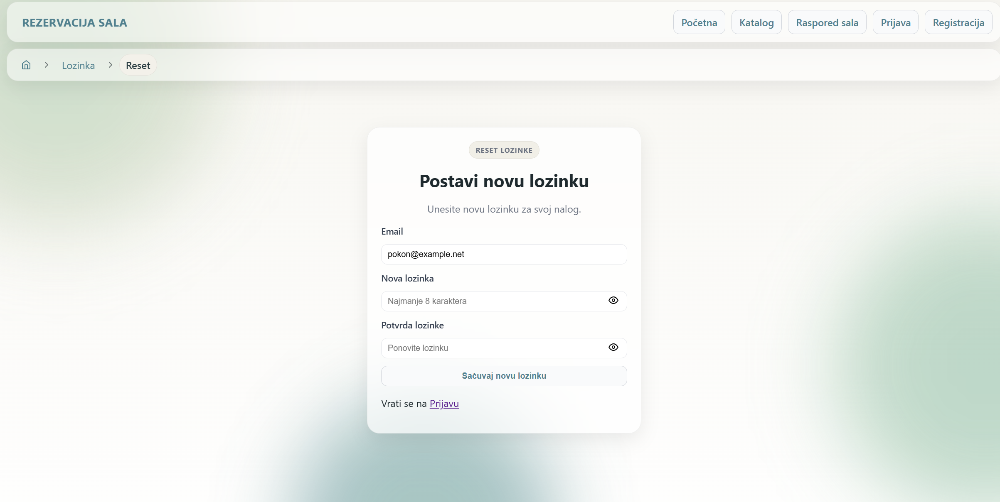 REZERVACIJA SALA
Početna
Katalog
Raspored sala
Prijava
Registracija
Lozinka
Reset
RESET LOZINKE
Postavi novu lozinku
Unesite novu lozinku za svoj nalog.
Email
pokon@example.net
Nova lozinka
Najmanje 8 karaktera
Potvrda lozinke
Ponovite lozinku
Sačuvaj novu lozinku
Vrati se na Prijavu